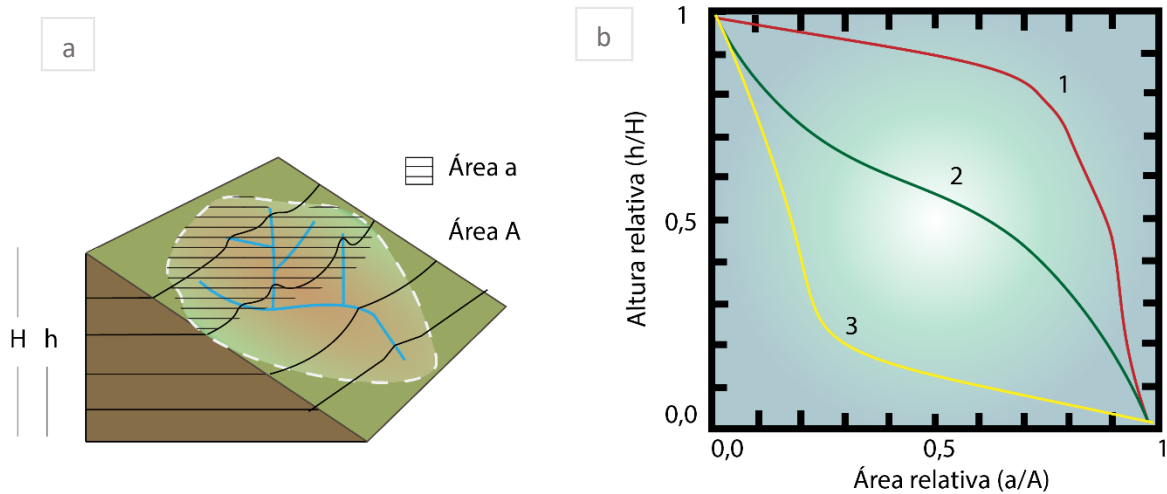 a
Área a
Área A
H h
b
1
0,5
0,0
Altura relativa (h/H)
1
2
3
0,0 0,5 1
Área relativa (a/A)